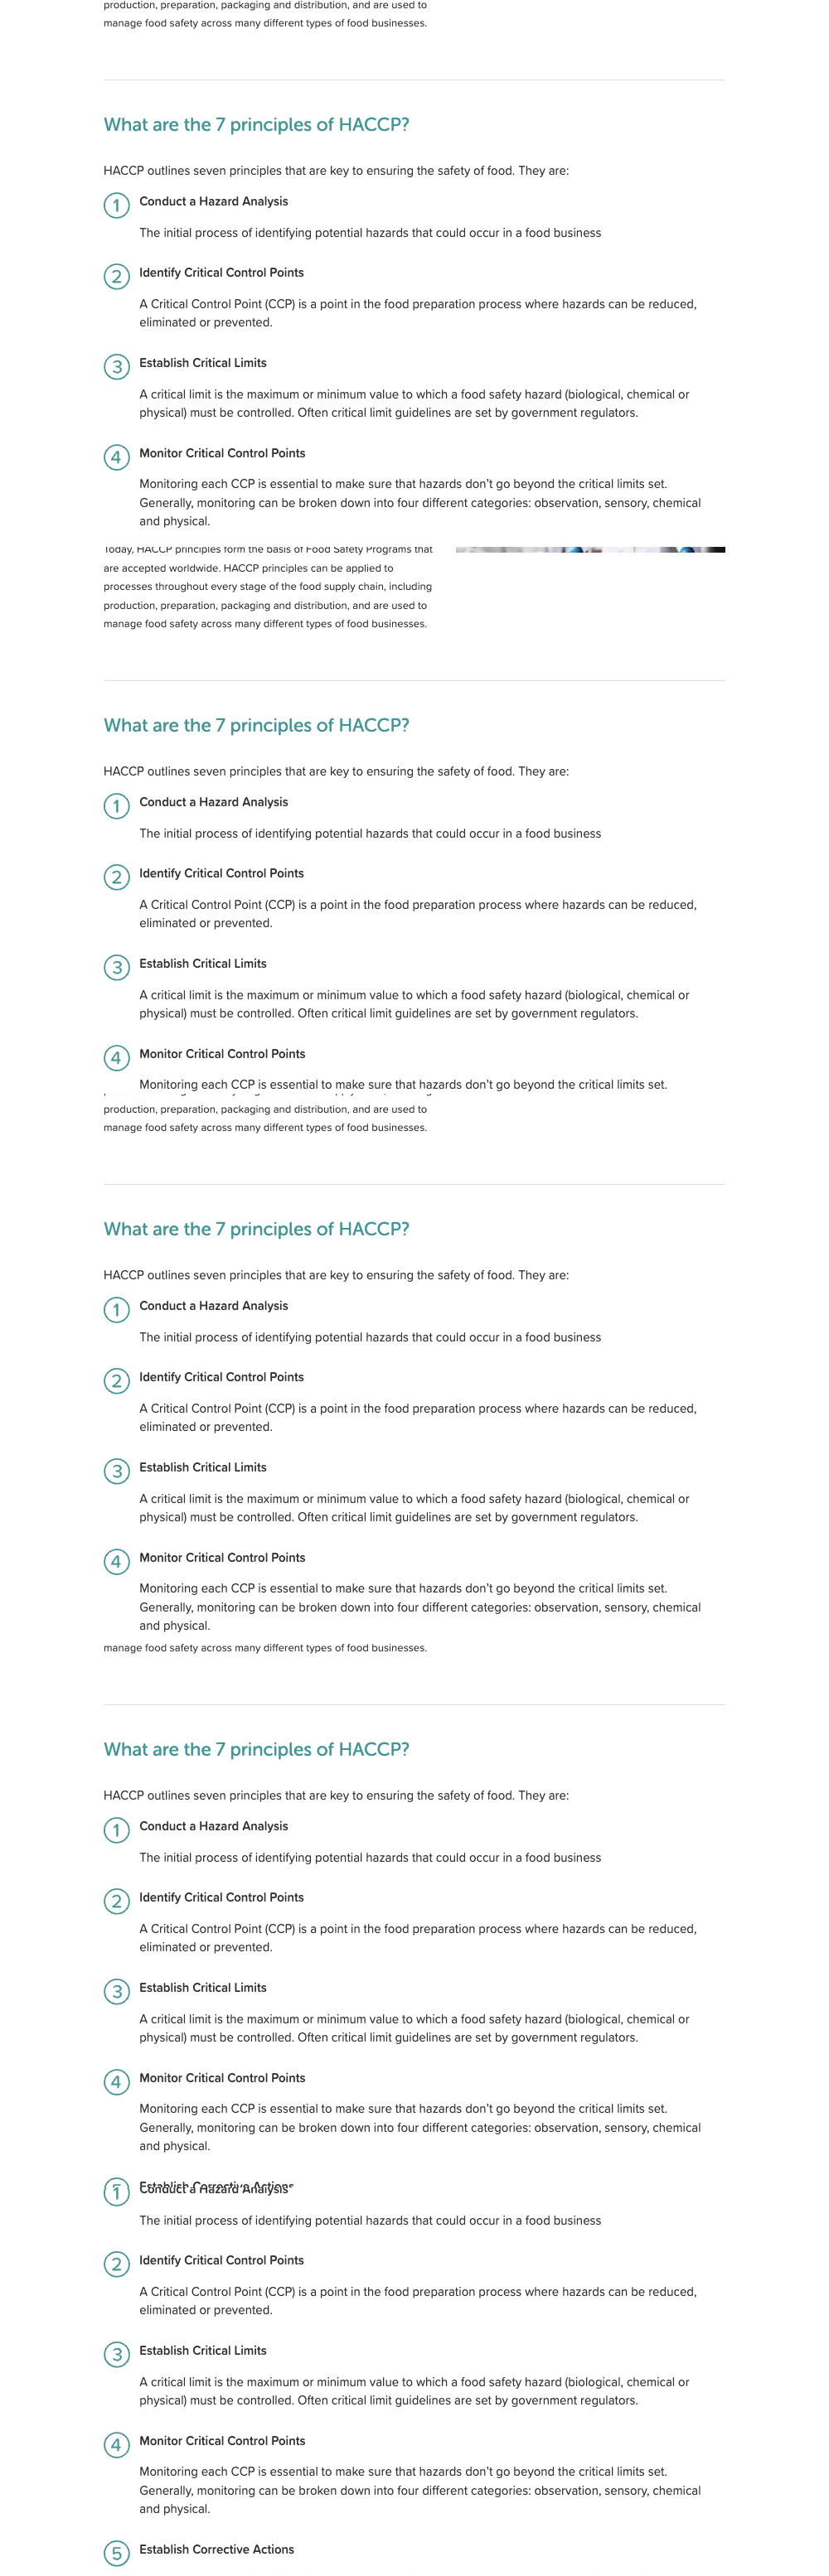 production, preparation, packaging and distribution, and are used to
manage food safety across many different types of food businesses.
What are the 7 principles of HACCP?
HACCP outlines seven principles that are key to ensuring the safety of food. They are:
1 Conduct a Hazard Analysis
The initial process of identifying potential hazards that could occur in a food business
2 Identify Critical Control Points
A Critical Control Point (CCP) is a point in the food preparation process where hazards can be reduced,
eliminated or prevented.
3 Establish Critical Limits
A critical limit is the maximum or minimum value to which a food safety hazard (biological, chemical or
physical) must be controlled. Often critical limit guidelines are set by government regulators.
4 Monitor Critical Control Points
Monitoring each CCP is essential to make sure that hazards don’t go beyond the critical limits set.
Generally, monitoring can be broken down into four different categories: observation, sensory, chemical
and physical.
Today, HACCP principles form the basis of Food Safety Programs that
are accepted worldwide. HACCP principles can be applied to
processes throughout every stage of the food supply chain, including
production, preparation, packaging and distribution, and are used to
manage food safety across many different types of food businesses.
What are the 7 principles of HACCP?
HACCP outlines seven principles that are key to ensuring the safety of food. They are:
1 Conduct a Hazard Analysis
The initial process of identifying potential hazards that could occur in a food business
2 Identify Critical Control Points
A Critical Control Point (CCP) is a point in the food preparation process where hazards can be reduced,
eliminated or prevented.
3 Establish Critical Limits
A critical limit is the maximum or minimum value to which a food safety hazard (biological, chemical or
physical) must be controlled. Often critical limit guidelines are set by government regulators.
4 Monitor Critical Control Points
Monitoring each CCP is essential to make sure that hazards don’t go beyond the critical limits set.
production, preparation, packaging and distribution, and are used to
manage food safety across many different types of food businesses.
What are the 7 principles of HACCP?
HACCP outlines seven principles that are key to ensuring the safety of food. They are:
1 Conduct a Hazard Analysis
The initial process of identifying potential hazards that could occur in a food business
2 Identify Critical Control Points
A Critical Control Point (CCP) is a point in the food preparation process where hazards can be reduced,
eliminated or prevented.
3 Establish Critical Limits
A critical limit is the maximum or minimum value to which a food safety hazard (biological, chemical or
physical) must be controlled. Often critical limit guidelines are set by government regulators.
4 Monitor Critical Control Points
Monitoring each CCP is essential to make sure that hazards don’t go beyond the critical limits set.
Generally, monitoring can be broken down into four different categories: observation, sensory, chemical
and physical.
manage food safety across many different types of food businesses.
What are the 7 principles of HACCP?
HACCP outlines seven principles that are key to ensuring the safety of food. They are:
1 Conduct a Hazard Analysis
The initial process of identifying potential hazards that could occur in a food business
2 Identify Critical Control Points
A Critical Control Point (CCP) is a point in the food preparation process where hazards can be reduced,
eliminated or prevented.
3 Establish Critical Limits
A critical limit is the maximum or minimum value to which a food safety hazard (biological, chemical or
physical) must be controlled. Often critical limit guidelines are set by government regulators.
4 Monitor Critical Control Points
Monitoring each CCP is essential to make sure that hazards don’t go beyond the critical limits set.
Generally, monitoring can be broken down into four different categories: observation, sensory, chemical
and physical.
Establish Corrective Actions
1 Conduct a Hazard Analysis
The initial process of identifying potential hazards that could occur in a food business
2 Identify Critical Control Points
A Critical Control Point (CCP) is a point in the food preparation process where hazards can be reduced,
eliminated or prevented.
3 Establish Critical Limits
A critical limit is the maximum or minimum value to which a food safety hazard (biological, chemical or
physical) must be controlled. Often critical limit guidelines are set by government regulators.
4 Monitor Critical Control Points
Monitoring each CCP is essential to make sure that hazards don’t go beyond the critical limits set.
Generally, monitoring can be broken down into four different categories: observation, sensory, chemical
and physical.
5 Establish Corrective Actions